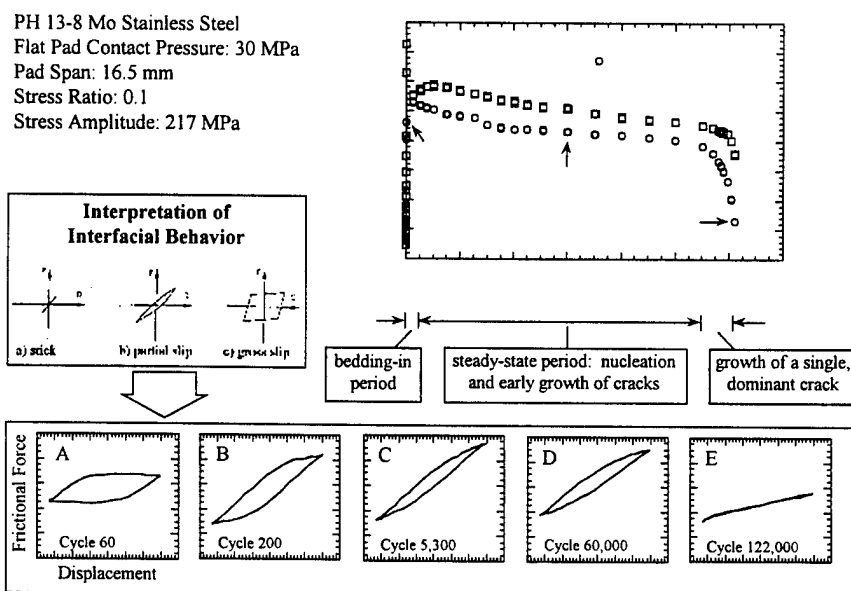 PH 13-8 Mo Stainless Steel
Flat Pad Contact Pressure: 30 MPa
Pad Span: 16.5 mm
Stress Ratio: 0.1
Stress Amplitude: 217 MPa
Interpretation of
Interfacial Behavior
a) stick
b) partial slip
c) gross slip
bedding-in
period
steady-state period: nucleation
and early growth of cracks
growth of a single,
dominant crack
Frictional Force
A
Cycle 60
B
Cycle 200
C
Cycle 5,300
D
Cycle 60,000
E
Cycle 122,000
Displacement